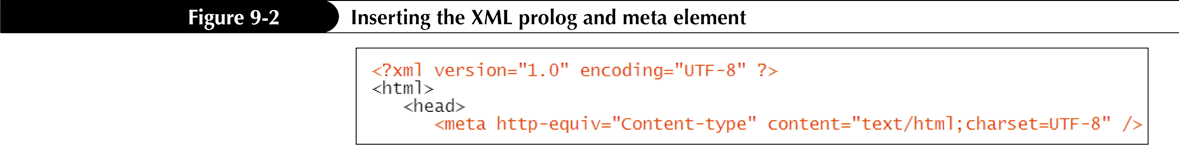 Figure 9-2 Inserting the XML prolog and meta element
<?xml version="1.0" encoding="UTF-8" ?>
<html>
<head>
<meta http-equiv="Content-type" content="text/html;charset=UTF-8" />